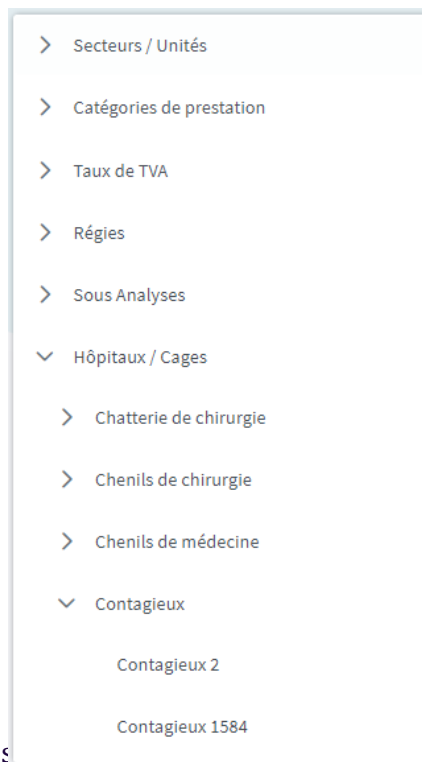 Secteurs / Unités
Catégories de prestation
Taux de TVA
Régies
Sous Analyses
Hôpitaux / Cages
Chatterie de chirurgie
Chenils de chirurgie
Chenils de médecine
Contagieux
Contagieux 2
Contagieux 1584